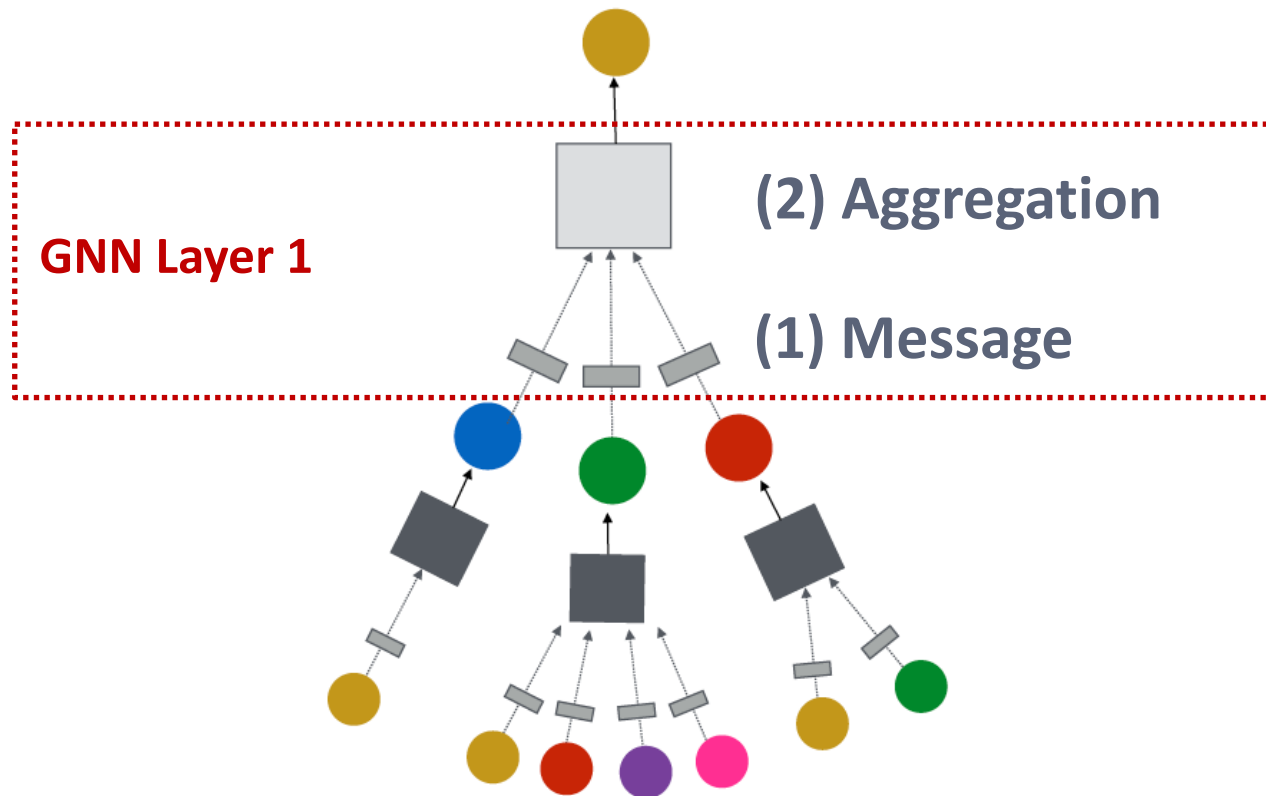 (2) Aggregation
GNN Layer 1
(1) Message